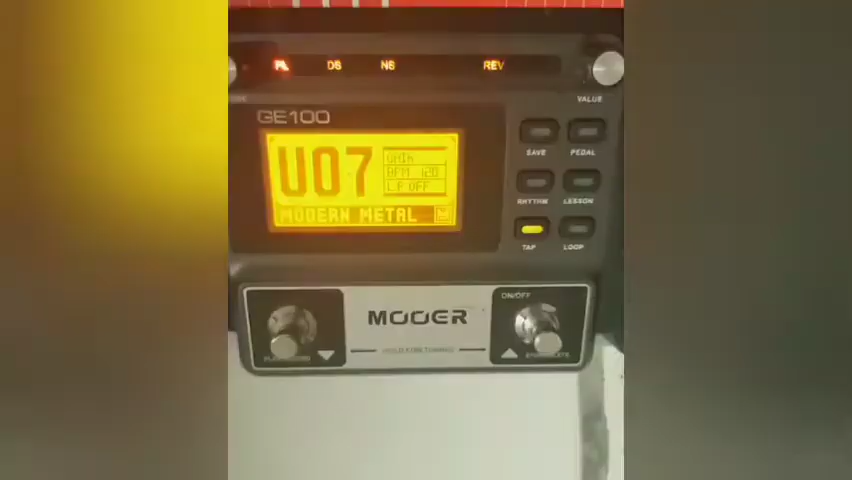 DS NS REV
VALUE
GE100
U07
BPM 120
L.P OFF
MODERN METAL M
SAVE PEDAL
RHYTHM LESSON
TAP LOOP
ON/OFF
MOOER